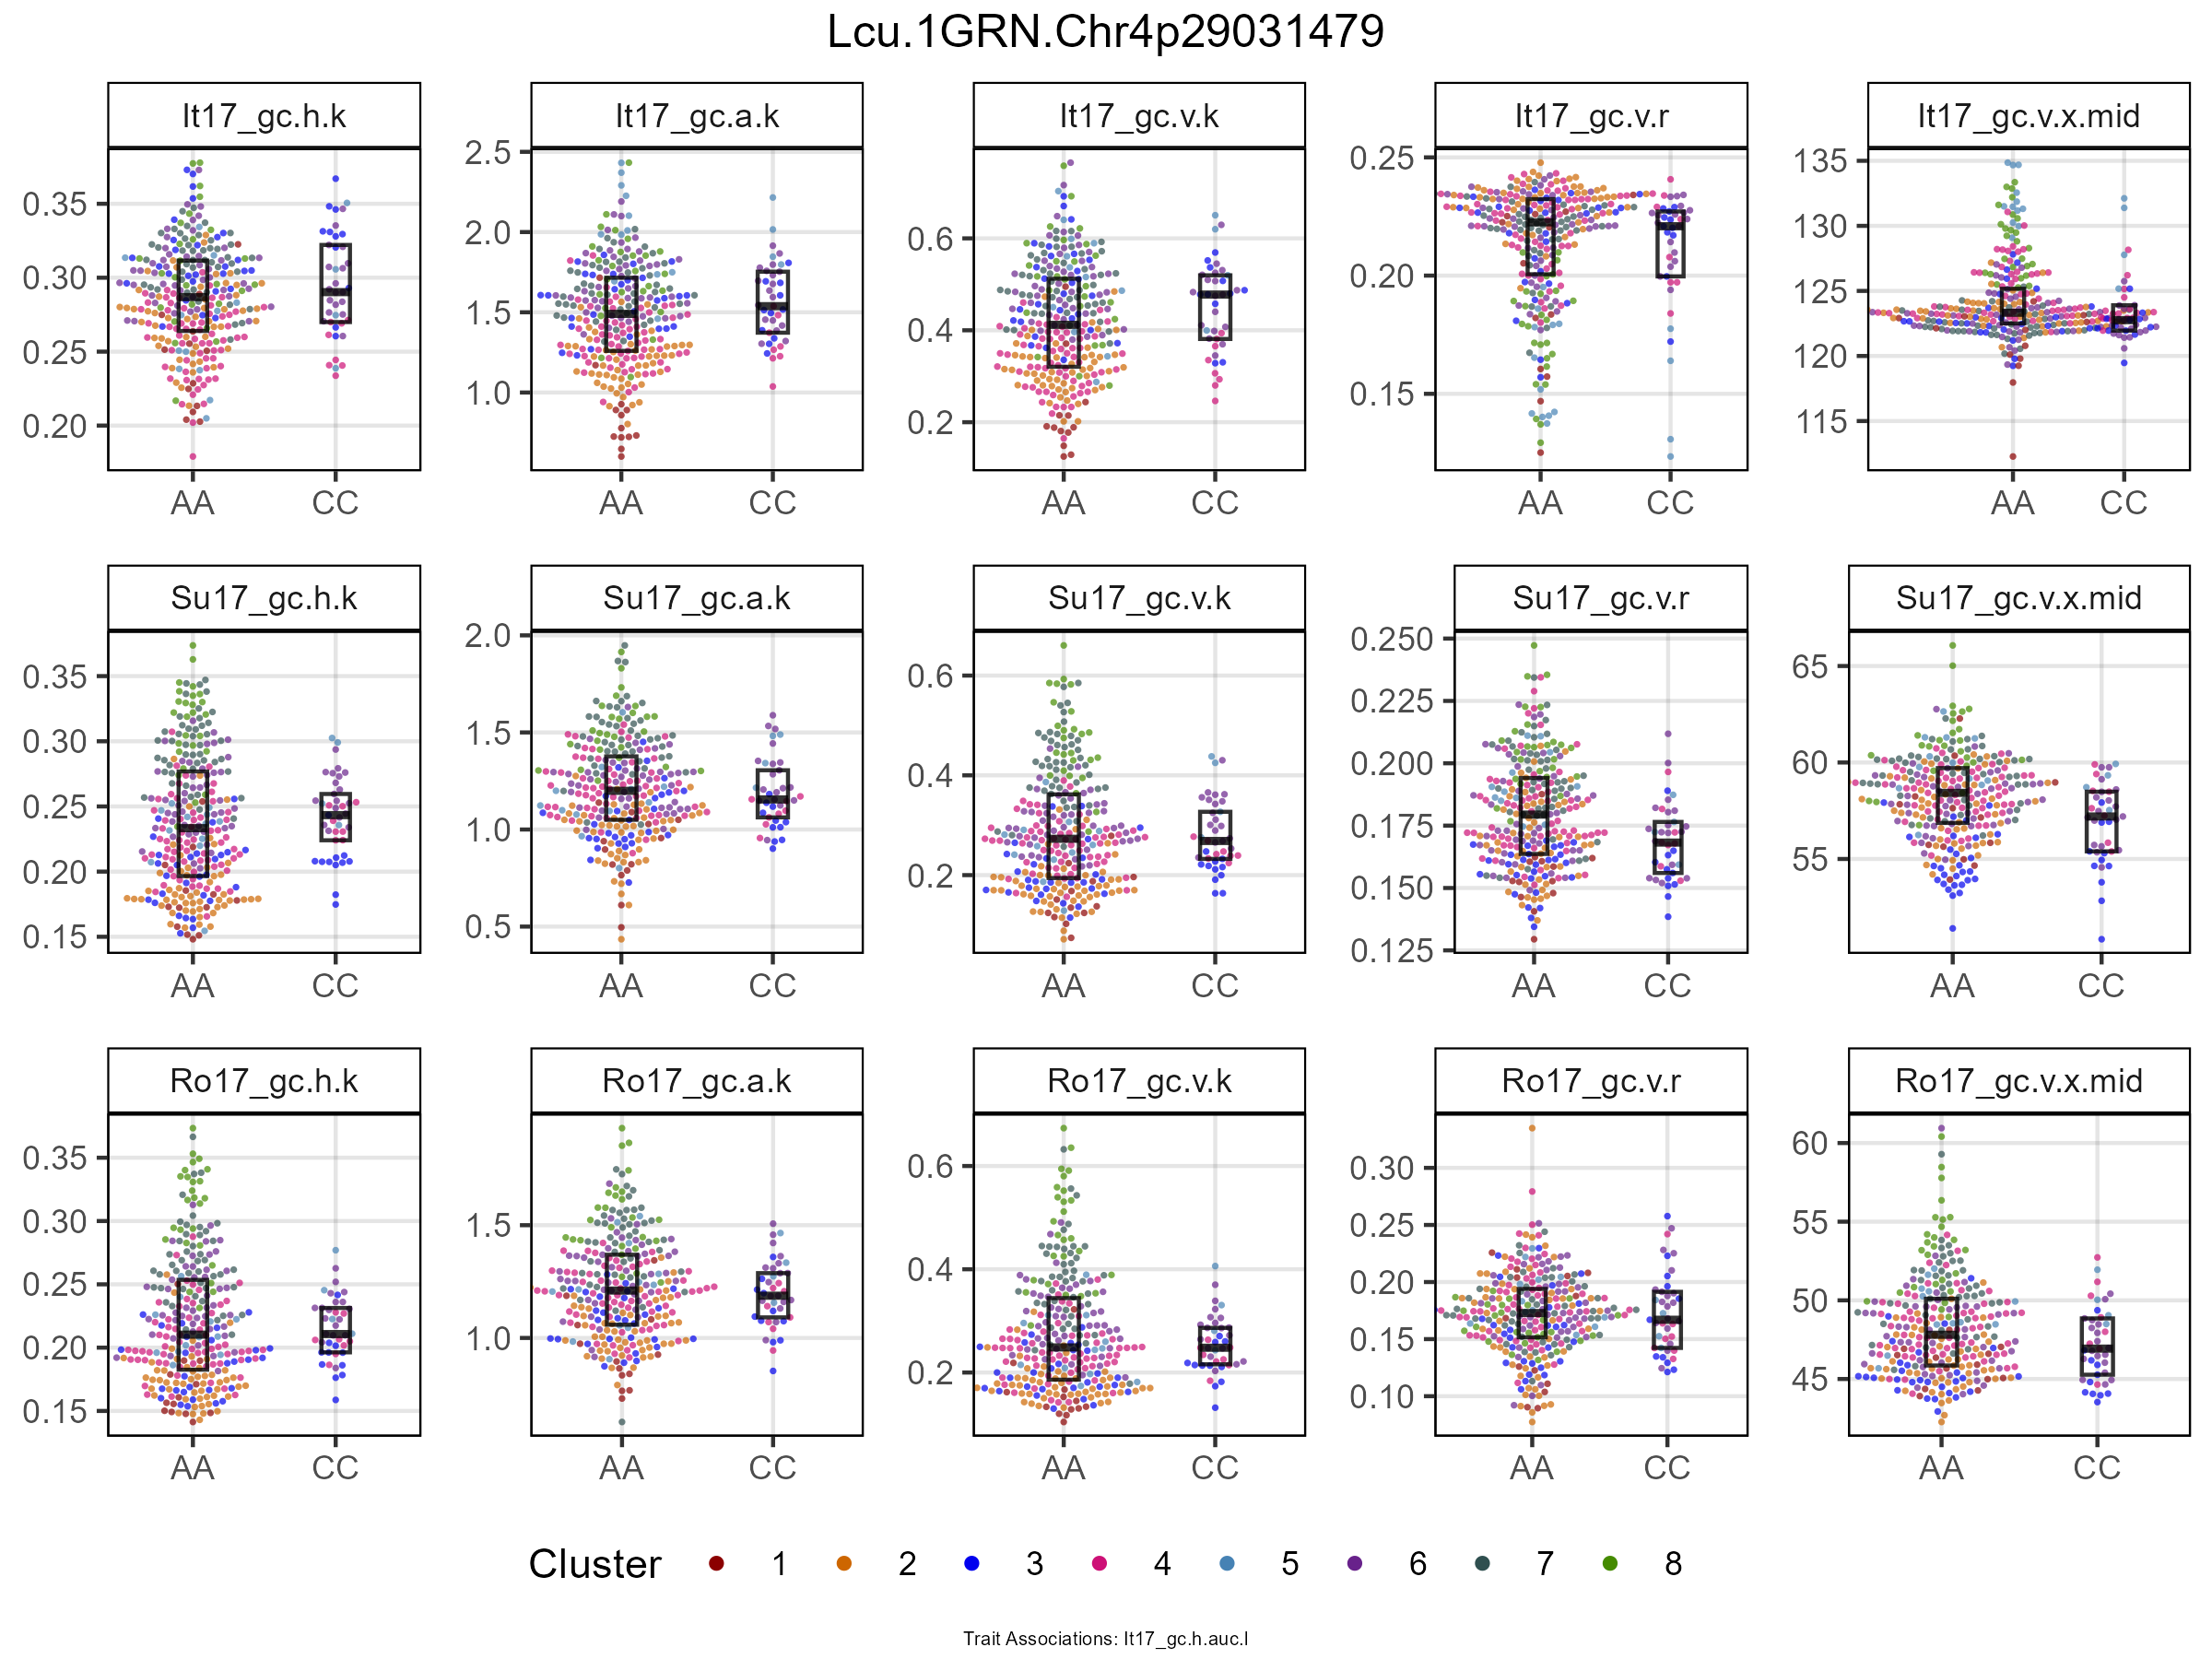 Lcu.1GRN.Chr4p29031479
It17_gc.h.k It17_gc.a.k It17_gc.v.k It17_gc.v.r It17_gc.v.x.mid
0.35 0.30 0.25 0.20
2.5 2.0 1.5 1.0
0.6 0.4 0.2
0.25 0.20 0.15
135 130 125 120 115
AA CC AA CC AA CC AA CC AA CC
Su17_gc.h.k Su17_gc.a.k Su17_gc.v.k Su17_gc.v.r Su17_gc.v.x.mid
0.35 0.30 0.25 0.20 0.15
2.0 1.5 1.0 0.5
0.6 0.4 0.2
0.250 0.225 0.200 0.175 0.150 0.125
65 60 55
AA CC AA CC AA CC AA CC AA CC
Ro17_gc.h.k Ro17_gc.a.k Ro17_gc.v.k Ro17_gc.v.r Ro17_gc.v.x.mid
0.35 0.30 0.25 0.20 0.15
1.5 1.0
0.6 0.4 0.2
0.30 0.25 0.20 0.15 0.10
60 55 50 45
AA CC AA CC AA CC AA CC AA CC
Cluster 1 2 3 4 5 6 7 8
Trait Associations: It17_gc.h.auc.l